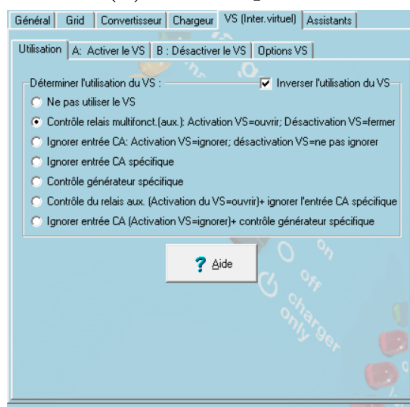 Général Grid Convertisseur Chargeur VS (Inter.virtuel) Assistants
Utilisation A: Activer le VS B : Désactiver le VS Options VS
Déterminer l'utilisation du VS : Inverser l'utilisation du VS
Ne pas utiliser le VS
Contrôle relais multifonct.(aux.): Activation VS=ouvrir; Désactivation VS=fermer
Ignorer entrée CA: Activation VS=ignorer; désactivation VS=ne pas ignorer
Ignorer entrée CA spécifique
Contrôle générateur spécifique
Contrôle du relais aux. (Activation du VS=ouvrir)+ ignorer l'entrée CA spécifique
Ignorer entrée CA (Activation VS=ignorer)+ contrôle générateur spécifique
? Aide
on
off
charger
only